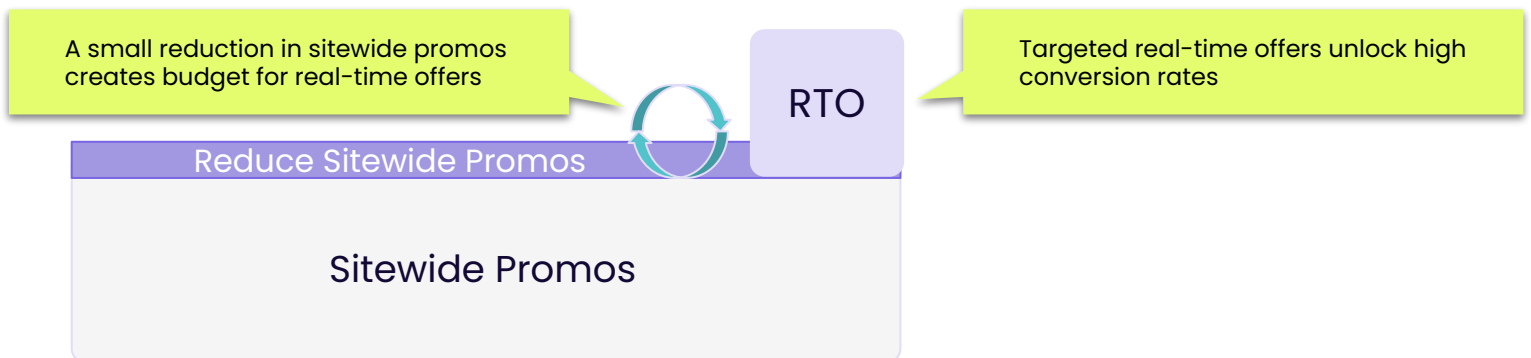 A small reduction in sitewide promos
creates budget for real-time offers
Targeted real-time offers unlock high
conversion rates
RTO
Reduce Sitewide Promos
Sitewide Promos